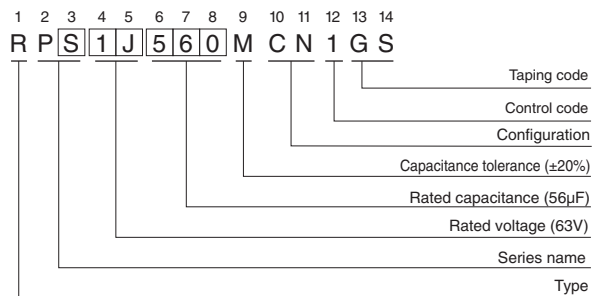 1 2 3 4 5 6 7 8 9 10 11 12 13 14
R P S 1 J 5 6 0 M C N 1 G S
Taping code
Control code
Configuration
Capacitance tolerance (±20%)
Rated capacitance (56µF)
Rated voltage (63V)
Series name
Type